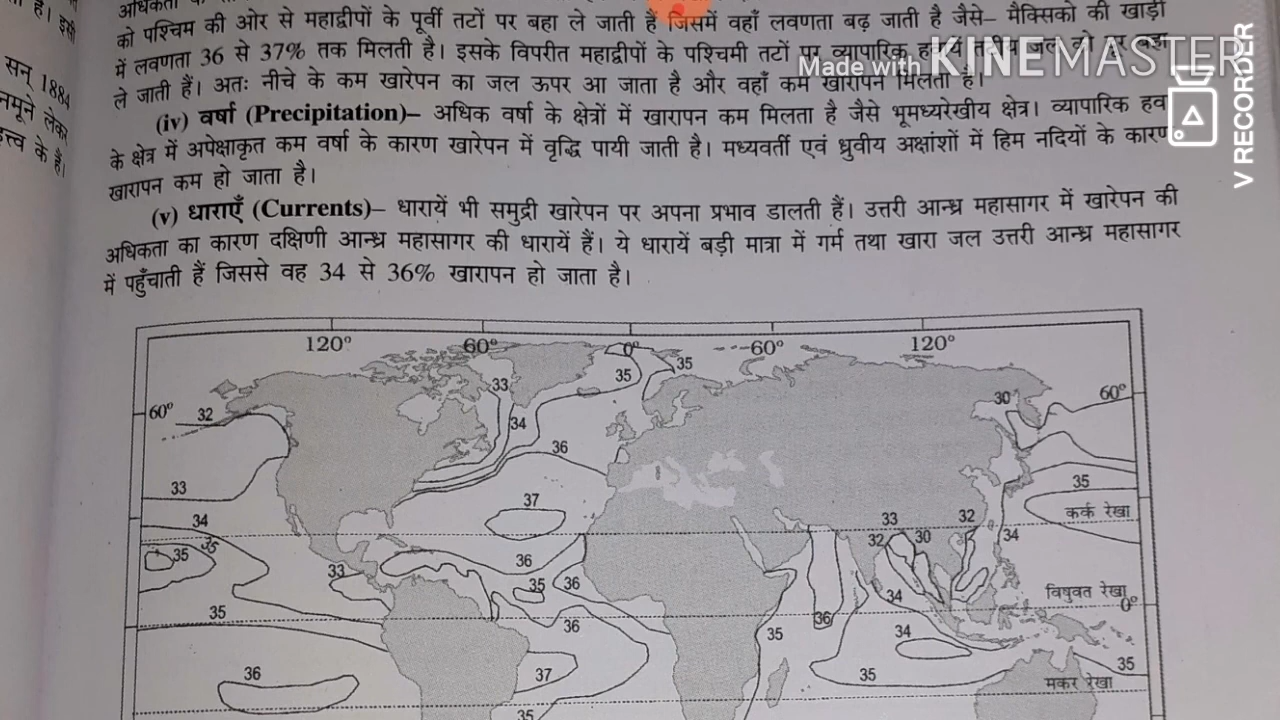 को पश्चिम की ओर से महाद्वीपों के पूर्वी तटों पर बहा ले जाती हैं जिसमें वहाँ लवणता बढ़ जाती है जैसे– मैक्सिको की खाड़ी
में लवणता 36 से 37% तक मिलती है। इसके विपरीत महाद्वीपों के पश्चिमी तटों पर व्यापारिक
ले जाती हैं। अतः नीचे के कम खारेपन का जल ऊपर आ जाता है और वहाँ कम खारापन मिलता है।
(iv) वर्षा (Precipitation)– अधिक वर्षा के क्षेत्रों में खारापन कम मिलता है जैसे भूमध्यरेखीय क्षेत्र। व्यापारिक हव
के क्षेत्र में अपेक्षाकृत कम वर्षा के कारण खारेपन में वृद्धि पायी जाती है। मध्यवर्ती एवं ध्रुवीय अक्षांशों में हिम नदियों के कारण
खारापन कम हो जाता है।
(v) धाराएँ (Currents)– धारायें भी समुद्री खारेपन पर अपना प्रभाव डालती हैं। उत्तरी आन्ध्र महासागर में खारेपन की
अधिकता का कारण दक्षिणी आन्ध्र महासागर की धारायें हैं। ये धारायें बड़ी मात्रा में गर्म तथा खारा जल उत्तरी आन्ध्र महासागर
में पहुँचाती हैं जिससे वह 34 से 36% खारापन हो जाता है।
है। इसी
सन् 1884
नमूने लेकर
के हैं।
Made with KINEMASTER
V RECORDER
120° 60° 0° 60° 120°
35 35
33
60° 32 34 30 60°
36
33 37 35
कर्क रेखा
34 33 32
35 35 36 32 30 34
33 35 36
34 विषुवत रेखा 0°
35 36 36 35 34
36 37 35 35
मकर रेखा
35